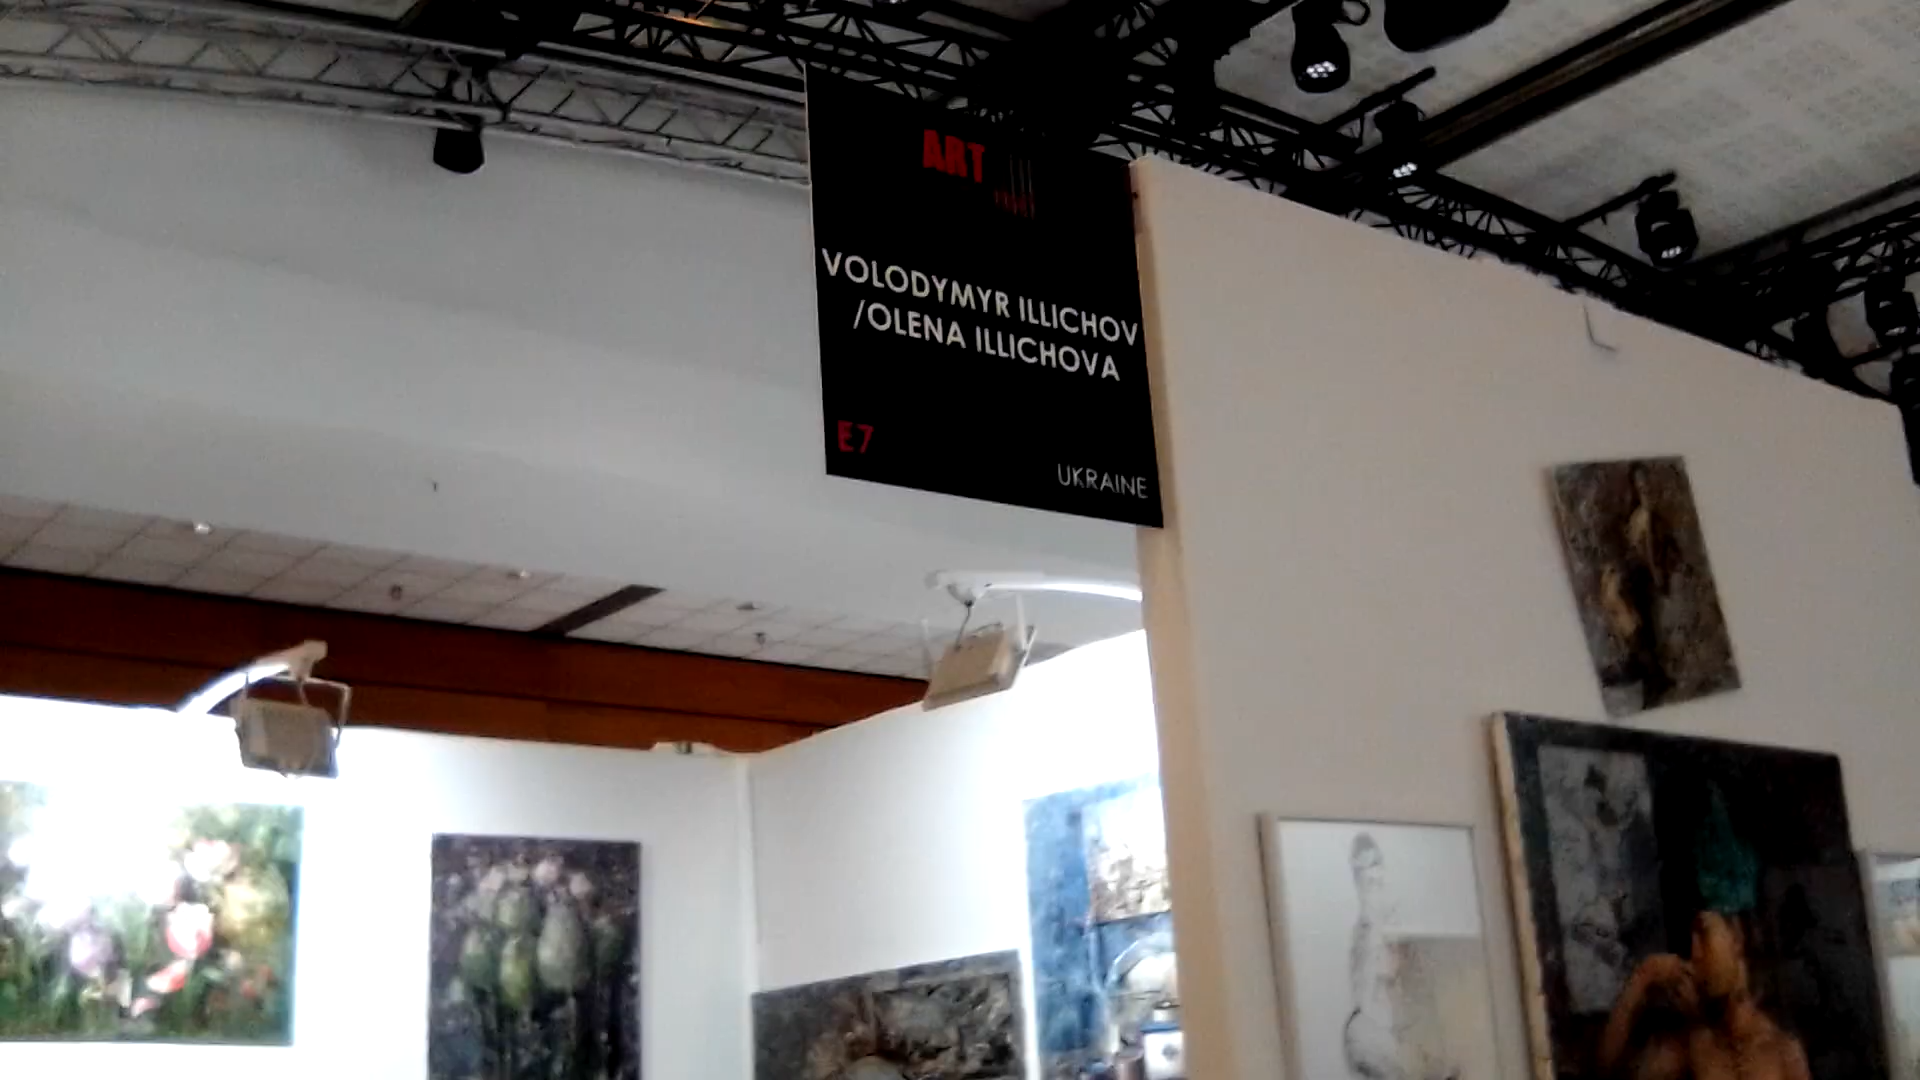 ART
VOLODYMYR ILLICHOV
/OLENA ILLICHOVA
E7
UKRAINE